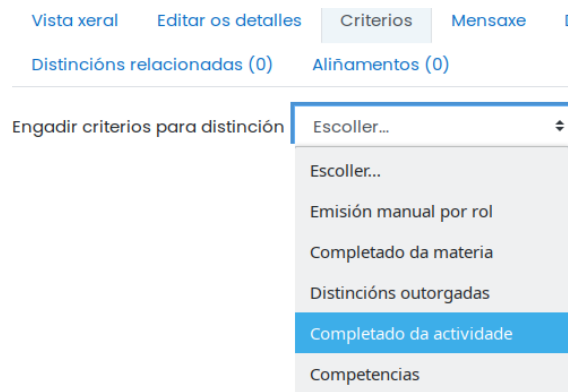 Vista xeral Editar os detalles Criterios Mensaxe
Distincións relacionadas (0) Aliñamentos (0)
Engadir criterios para distinción Escoller...
Escoller...
Emisión manual por rol
Completado da materia
Distincións outorgadas
Completado da actividade
Competencias